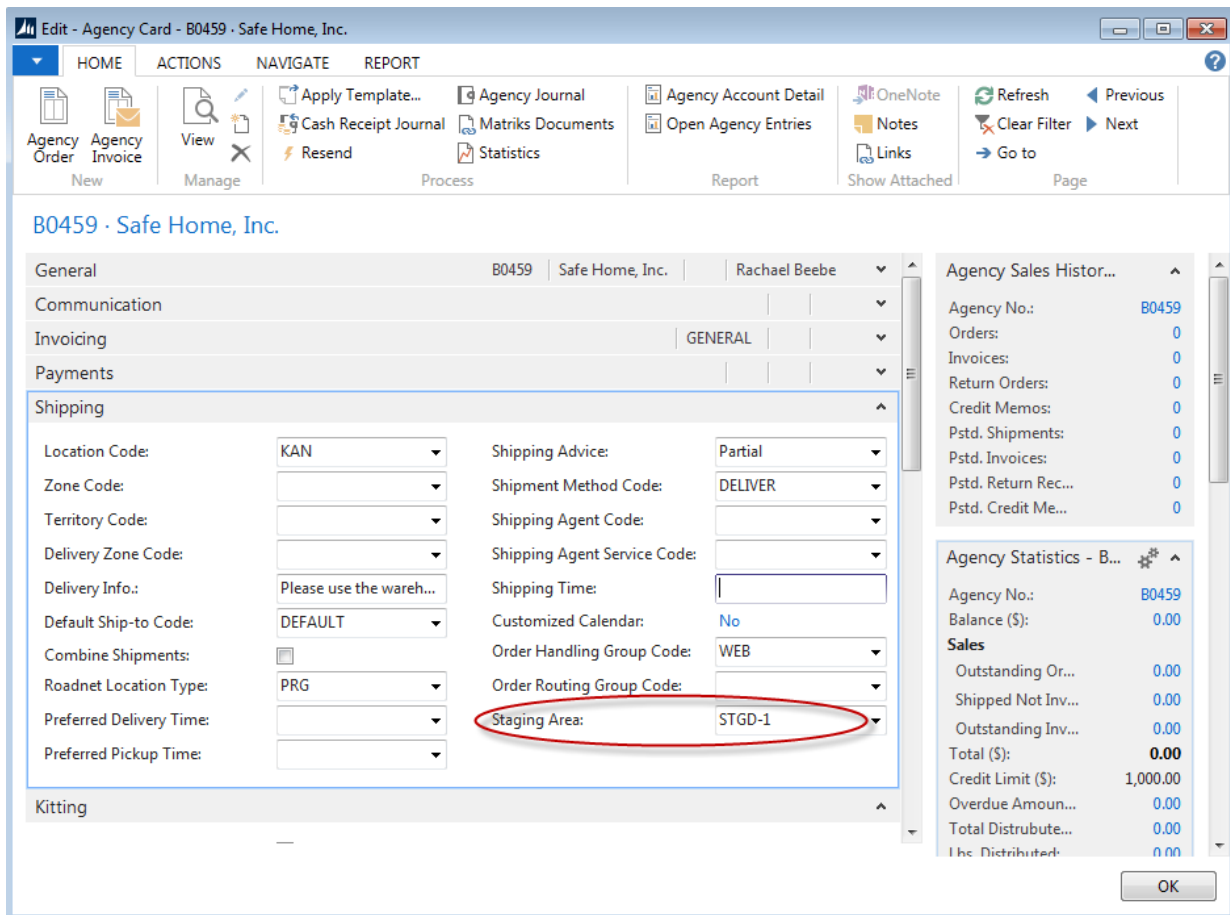 Edit - Agency Card - B0459 · Safe Home, Inc.
HOME ACTIONS NAVIGATE REPORT
Agency Order
Agency Invoice
New
View
Manage
Apply Template...
Cash Receipt Journal
Resend
Agency Journal
Matriks Documents
Statistics
Process
Agency Account Detail
Open Agency Entries
Report
OneNote
Notes
Links
Show Attached
Refresh
Clear Filter
Go to
Previous
Next
Page
B0459 · Safe Home, Inc.
General B0459 Safe Home, Inc. Rachael Beebe
Communication
Invoicing GENERAL
Payments
Shipping
Location Code: KAN
Zone Code:
Territory Code:
Delivery Zone Code:
Delivery Info.: Please use the wareh...
Default Ship-to Code: DEFAULT
Combine Shipments:
Roadnet Location Type: PRG
Preferred Delivery Time:
Preferred Pickup Time:
Shipping Advice: Partial
Shipment Method Code: DELIVER
Shipping Agent Code:
Shipping Agent Service Code:
Shipping Time:
Customized Calendar: No
Order Handling Group Code: WEB
Order Routing Group Code:
Staging Area: STGD-1
Kitting
Agency Sales Histor...
Agency No.: B0459
Orders: 0
Invoices: 0
Return Orders: 0
Credit Memos: 0
Pstd. Shipments: 0
Pstd. Invoices: 0
Pstd. Return Rec... 0
Pstd. Credit Me... 0
Agency Statistics - B...
Agency No.: B0459
Balance ($): 0.00
Sales
Outstanding Or... 0.00
Shipped Not Inv... 0.00
Outstanding Inv... 0.00
Total ($): 0.00
Credit Limit ($): 1,000.00
Overdue Amoun... 0.00
Total Distrubute... 0.00
Lbs. Distributed: 0.00
OK